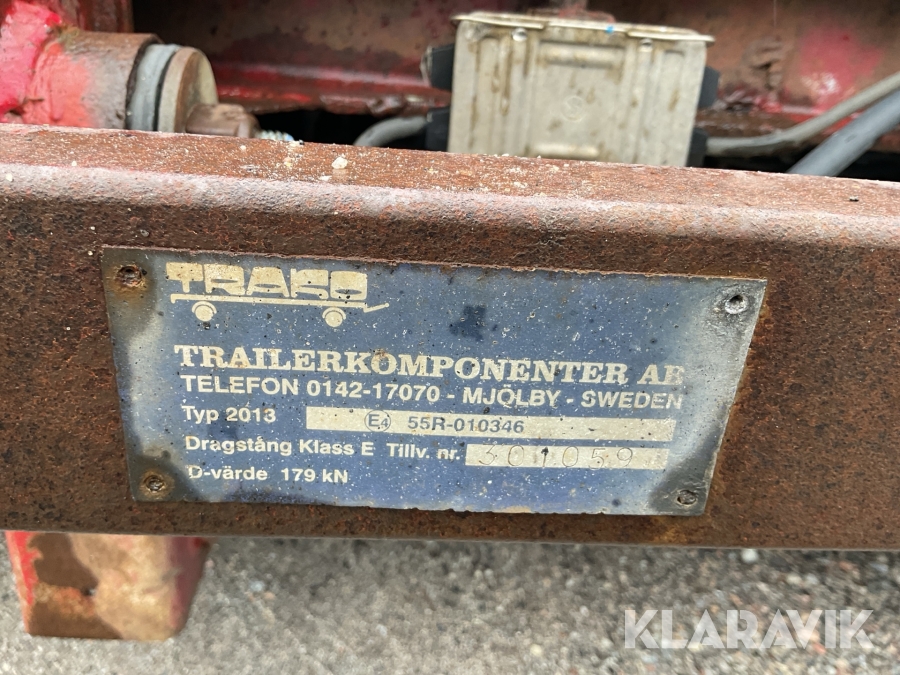 TRAKO
TRAILERKOMPONENTER AB
TELEFON 0142-17070 - MJÖLBY - SWEDEN
Typ 2013 E4 55R-010346
Dragstång Klass E Tillv. nr. 301059
D-värde 179 kN
KLARAVIK